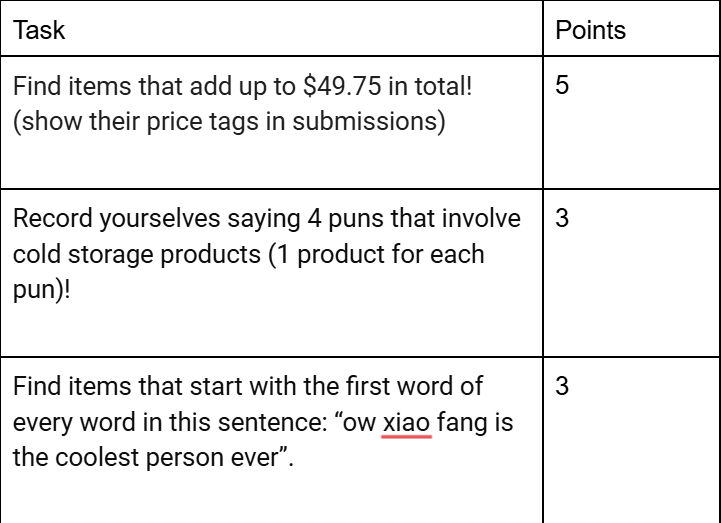 Task
Points
Find items that add up to $49.75 in total!
(show their price tags in submissions)
5
Record yourselves saying 4 puns that involve
cold storage products (1 product for each
pun)!
3
Find items that start with the first word of
every word in this sentence: “ow xiao fang is
the coolest person ever”.
3